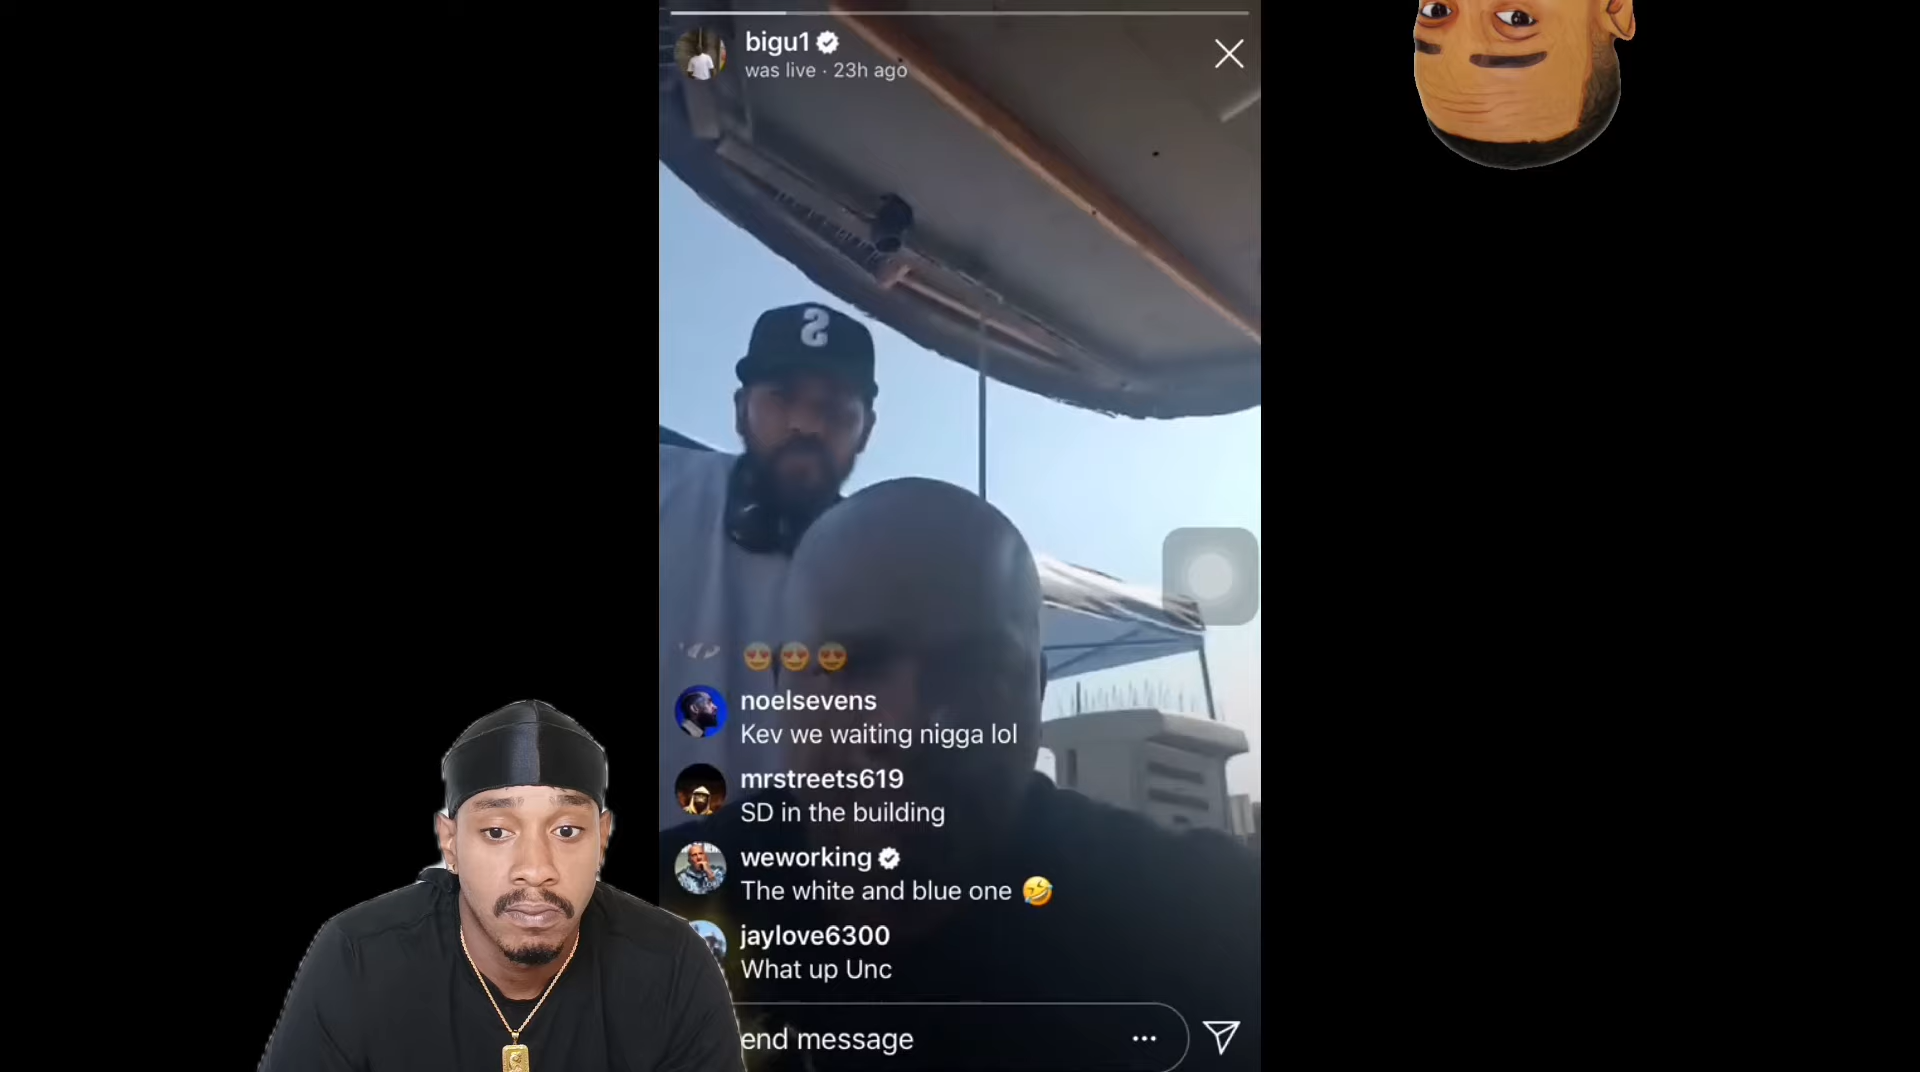 bigu1
was live · 23h ago
S
😍😍😍
noelsevens
Kev we waiting nigga lol
mrstreets619
SD in the building
weworking
The white and blue one 🤣
jaylove6300
What up Unc
end message